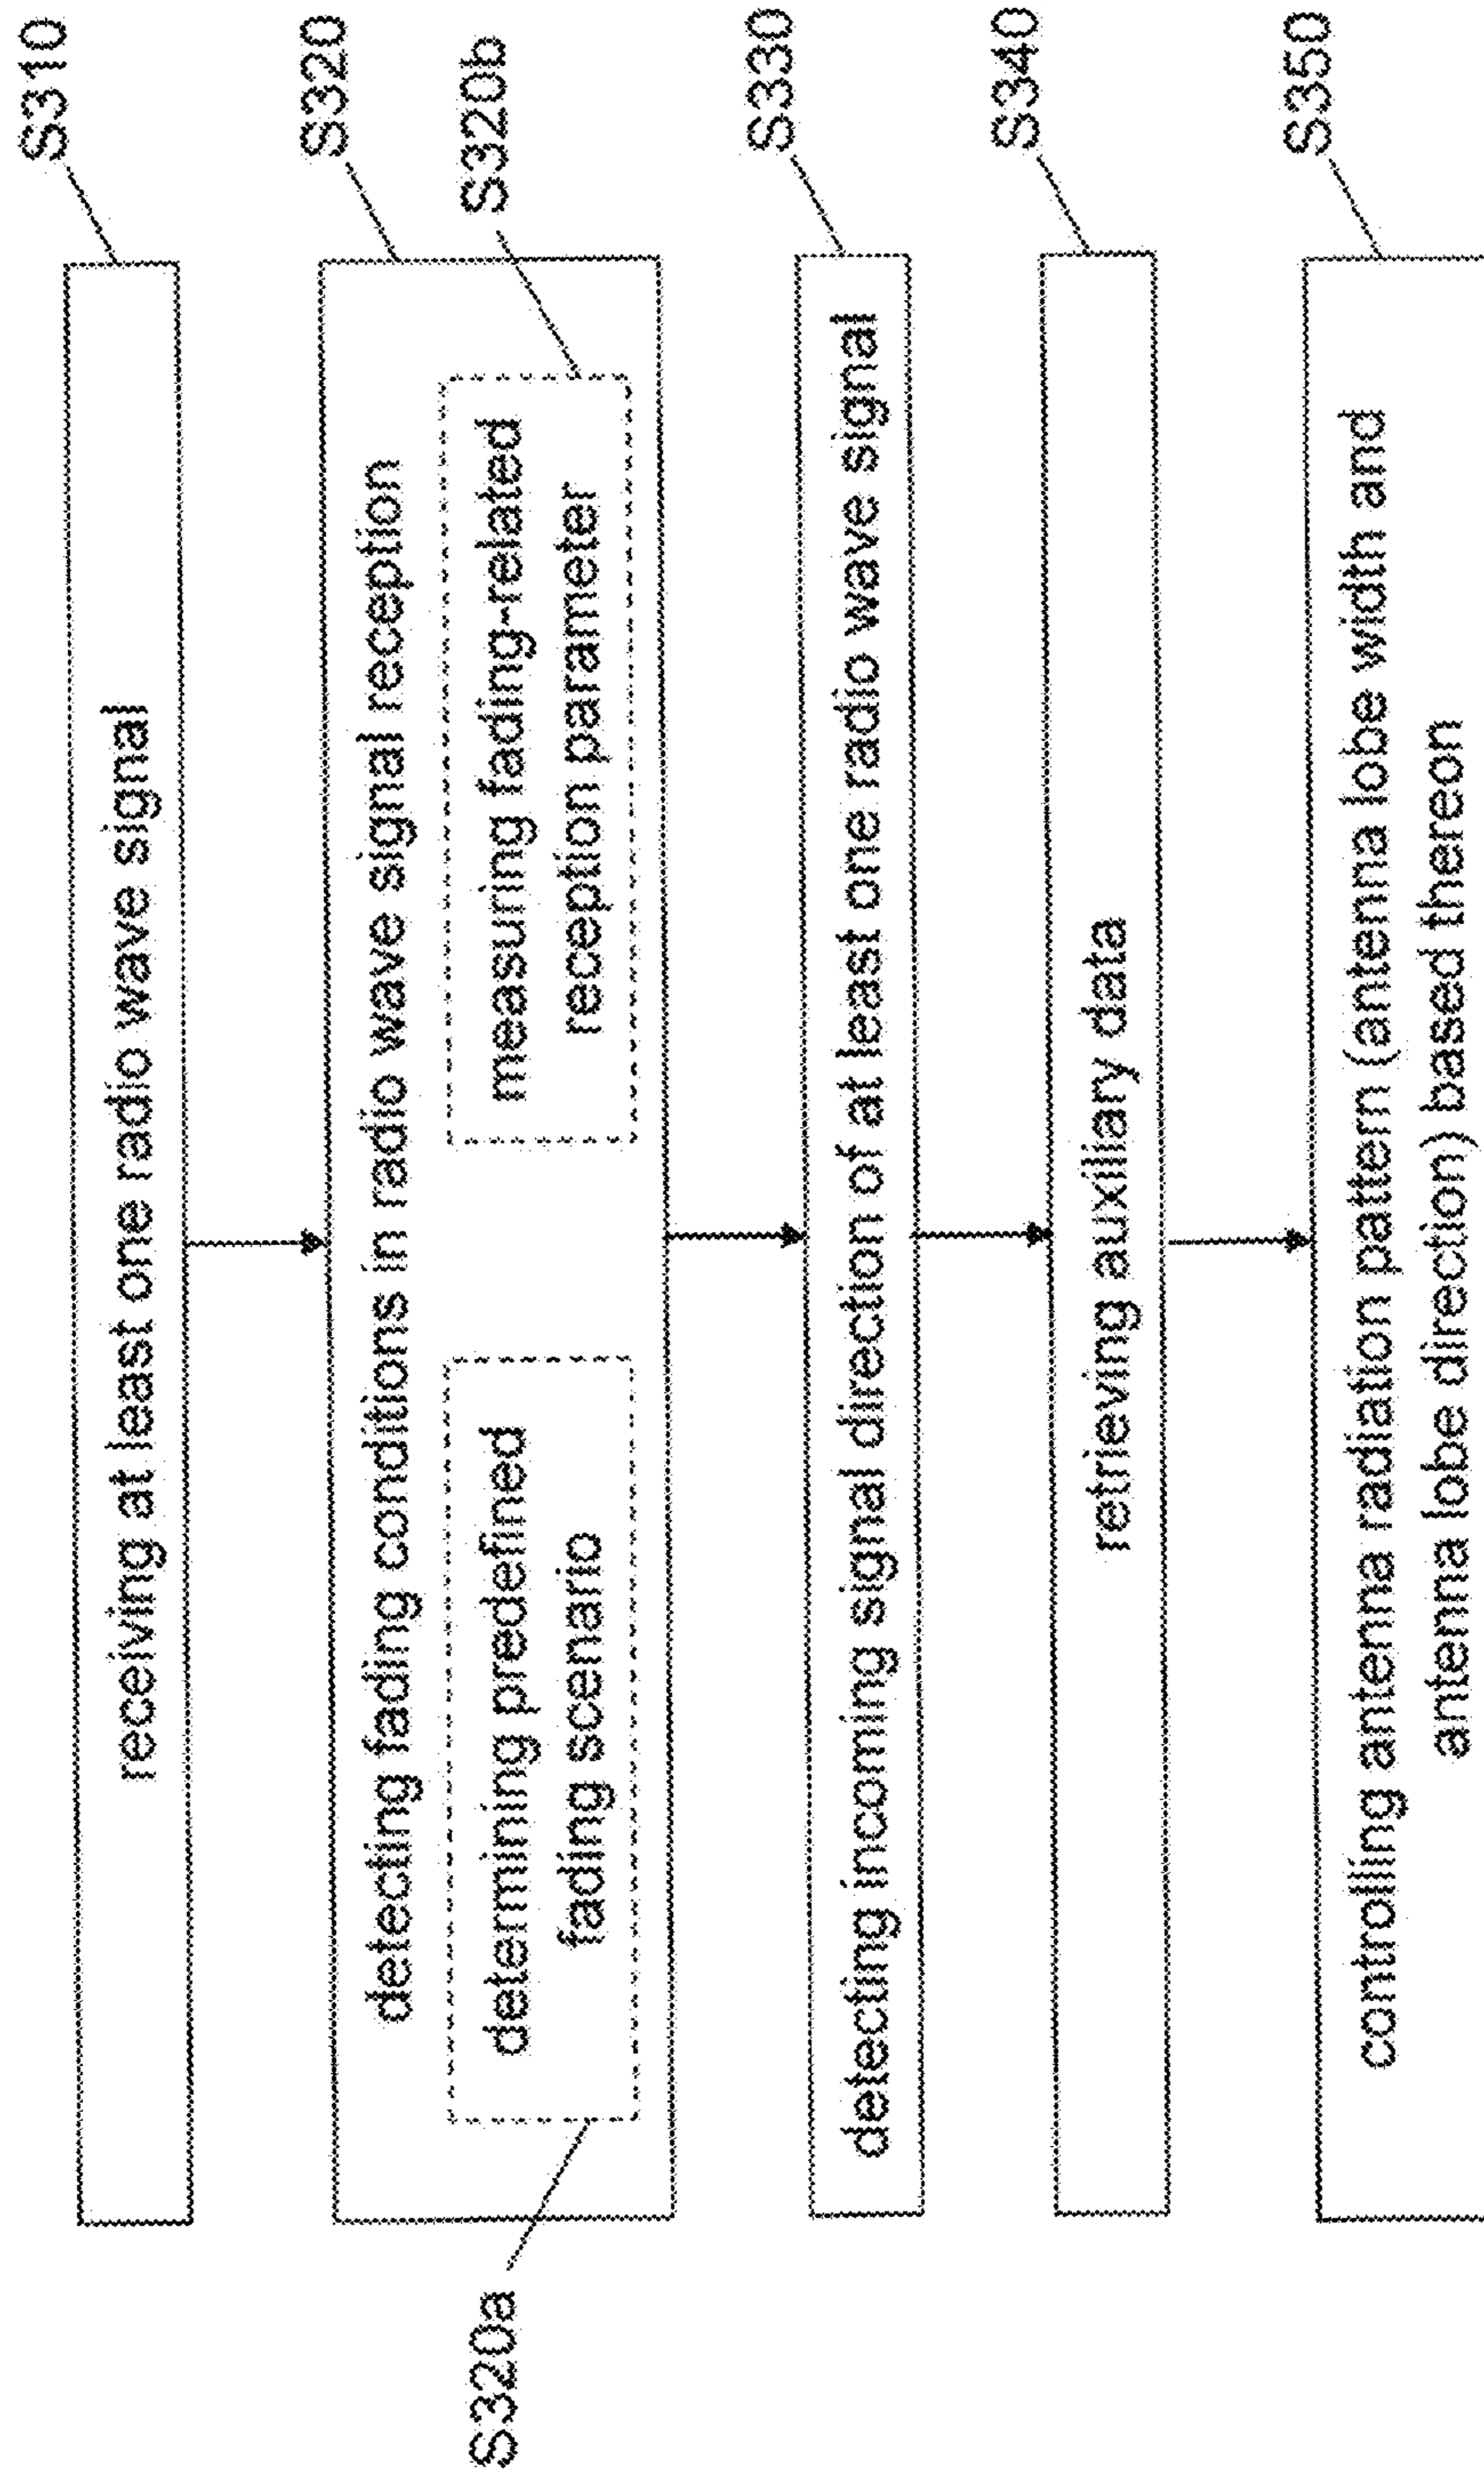 S310
receiving at least one radio wave signal
S320
detecting fading conditions in radio wave signal reception
S320a
determining predefined
fading scenario
S320b
measuring fading-related
reception parameter
S330
detecting incoming signal direction of at least one radio wave signal
S340
retrieving auxiliary data
S350
controlling antenna radiation pattern (antenna lobe width and
antenna lobe direction) based thereon